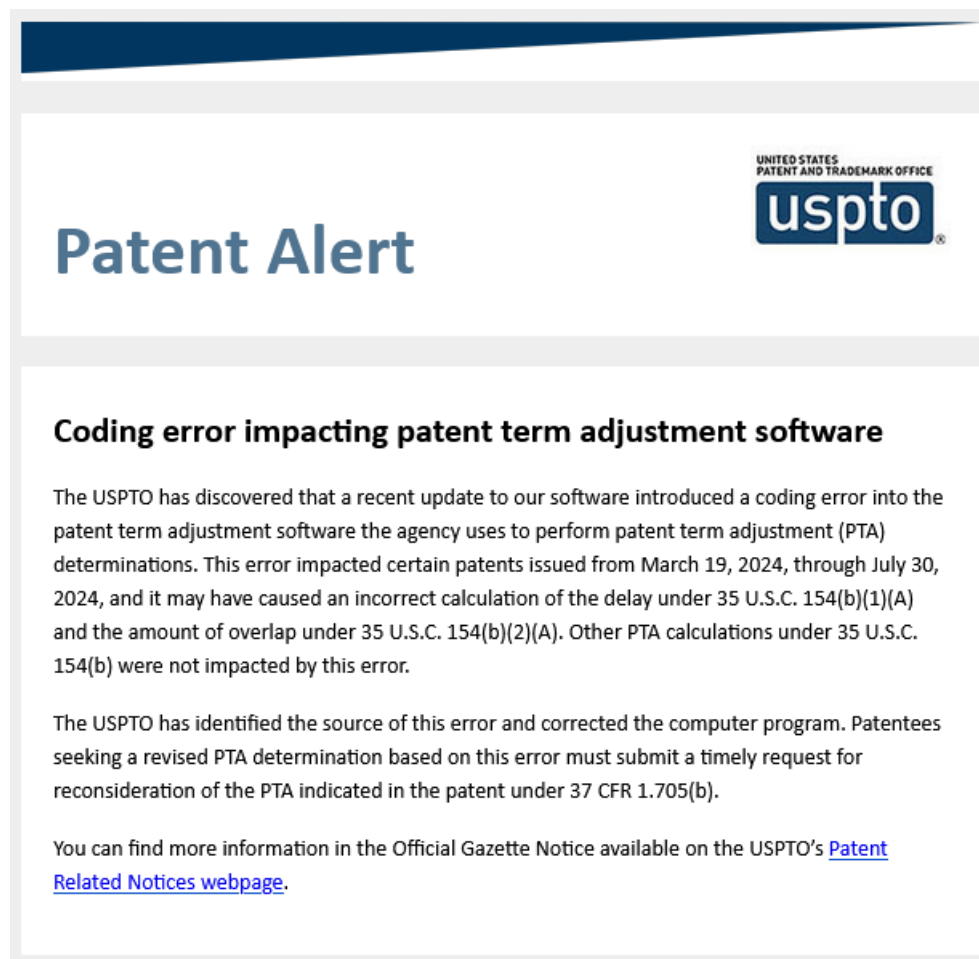 UNITED STATES
PATENT AND TRADEMARK OFFICE
uspto
®
Patent Alert
Coding error impacting patent term adjustment software
The USPTO has discovered that a recent update to our software introduced a coding error into the
patent term adjustment software the agency uses to perform patent term adjustment (PTA)
determinations. This error impacted certain patents issued from March 19, 2024, through July 30,
2024, and it may have caused an incorrect calculation of the delay under 35 U.S.C. 154(b)(1)(A)
and the amount of overlap under 35 U.S.C. 154(b)(2)(A). Other PTA calculations under 35 U.S.C.
154(b) were not impacted by this error.
The USPTO has identified the source of this error and corrected the computer program. Patentees
seeking a revised PTA determination based on this error must submit a timely request for
reconsideration of the PTA indicated in the patent under 37 CFR 1.705(b).
You can find more information in the Official Gazette Notice available on the USPTO’s Patent
Related Notices webpage.